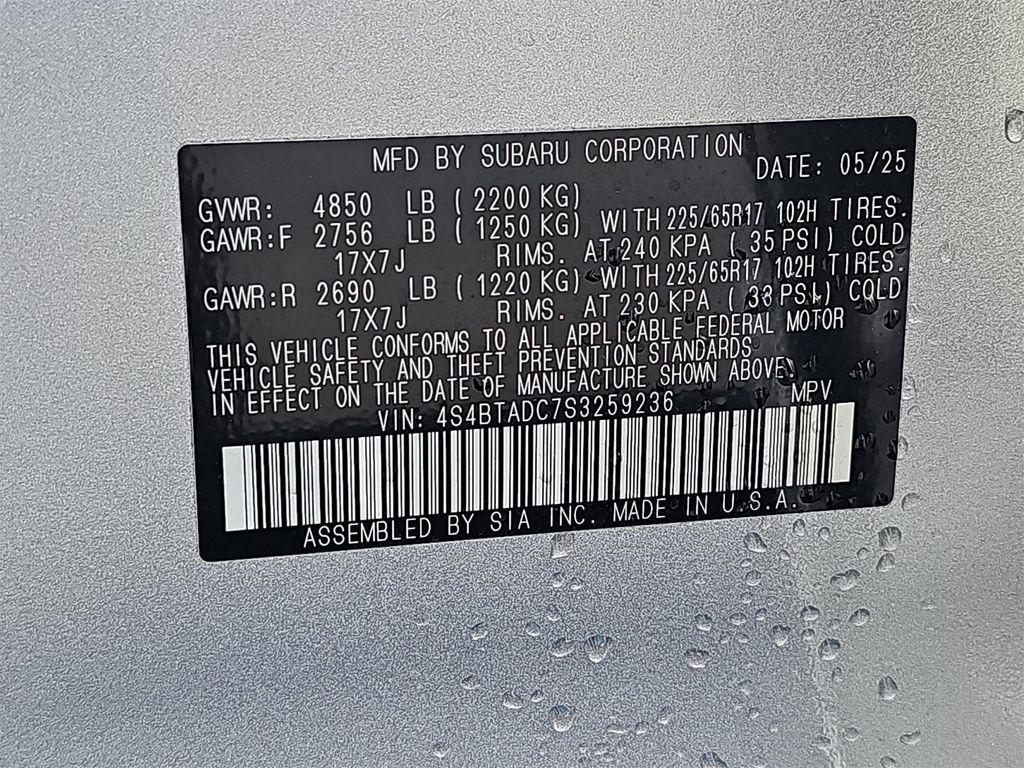 MFD BY SUBARU CORPORATION DATE: 05/25
GVWR: 4850 LB ( 2200 KG)
GAWR:F 2756 LB ( 1250 KG) WITH 225/65R17 102H TIRES.
17X7J RIMS. AT 240 KPA ( 35 PSI) COLD
GAWR:R 2690 LB ( 1220 KG) WITH 225/65R17 102H TIRES.
17X7J RIMS. AT 230 KPA ( 33 PSI) COLD
THIS VEHICLE CONFORMS TO ALL APPLICABLE FEDERAL MOTOR
VEHICLE SAFETY AND THEFT PREVENTION STANDARDS
IN EFFECT ON THE DATE OF MANUFACTURE SHOWN ABOVE.
VIN: 4S4BTADC7S3259236 MPV
ASSEMBLED BY SIA INC. MADE IN U.S.A.